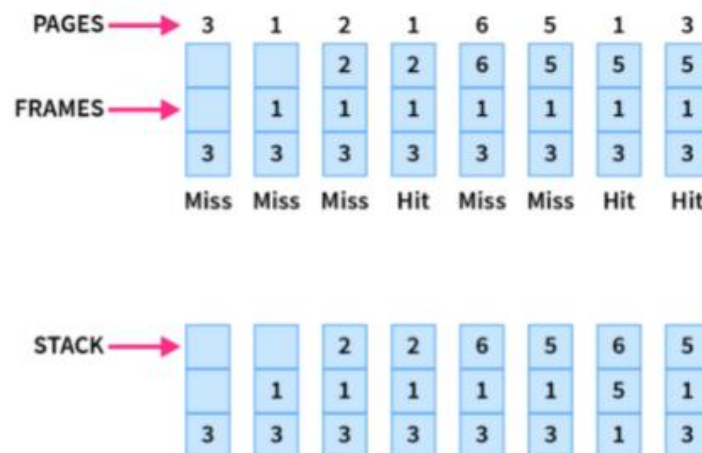 PAGES 3 1 2 1 6 5 1 3
2 2 6 5 5 5
FRAMES 1 1 1 1 1 1 1
3 3 3 3 3 3 3 3
Miss Miss Miss Hit Miss Miss Hit Hit
STACK 2 2 6 5 6 5
1 1 1 1 1 5 1
3 3 3 3 3 3 1 3